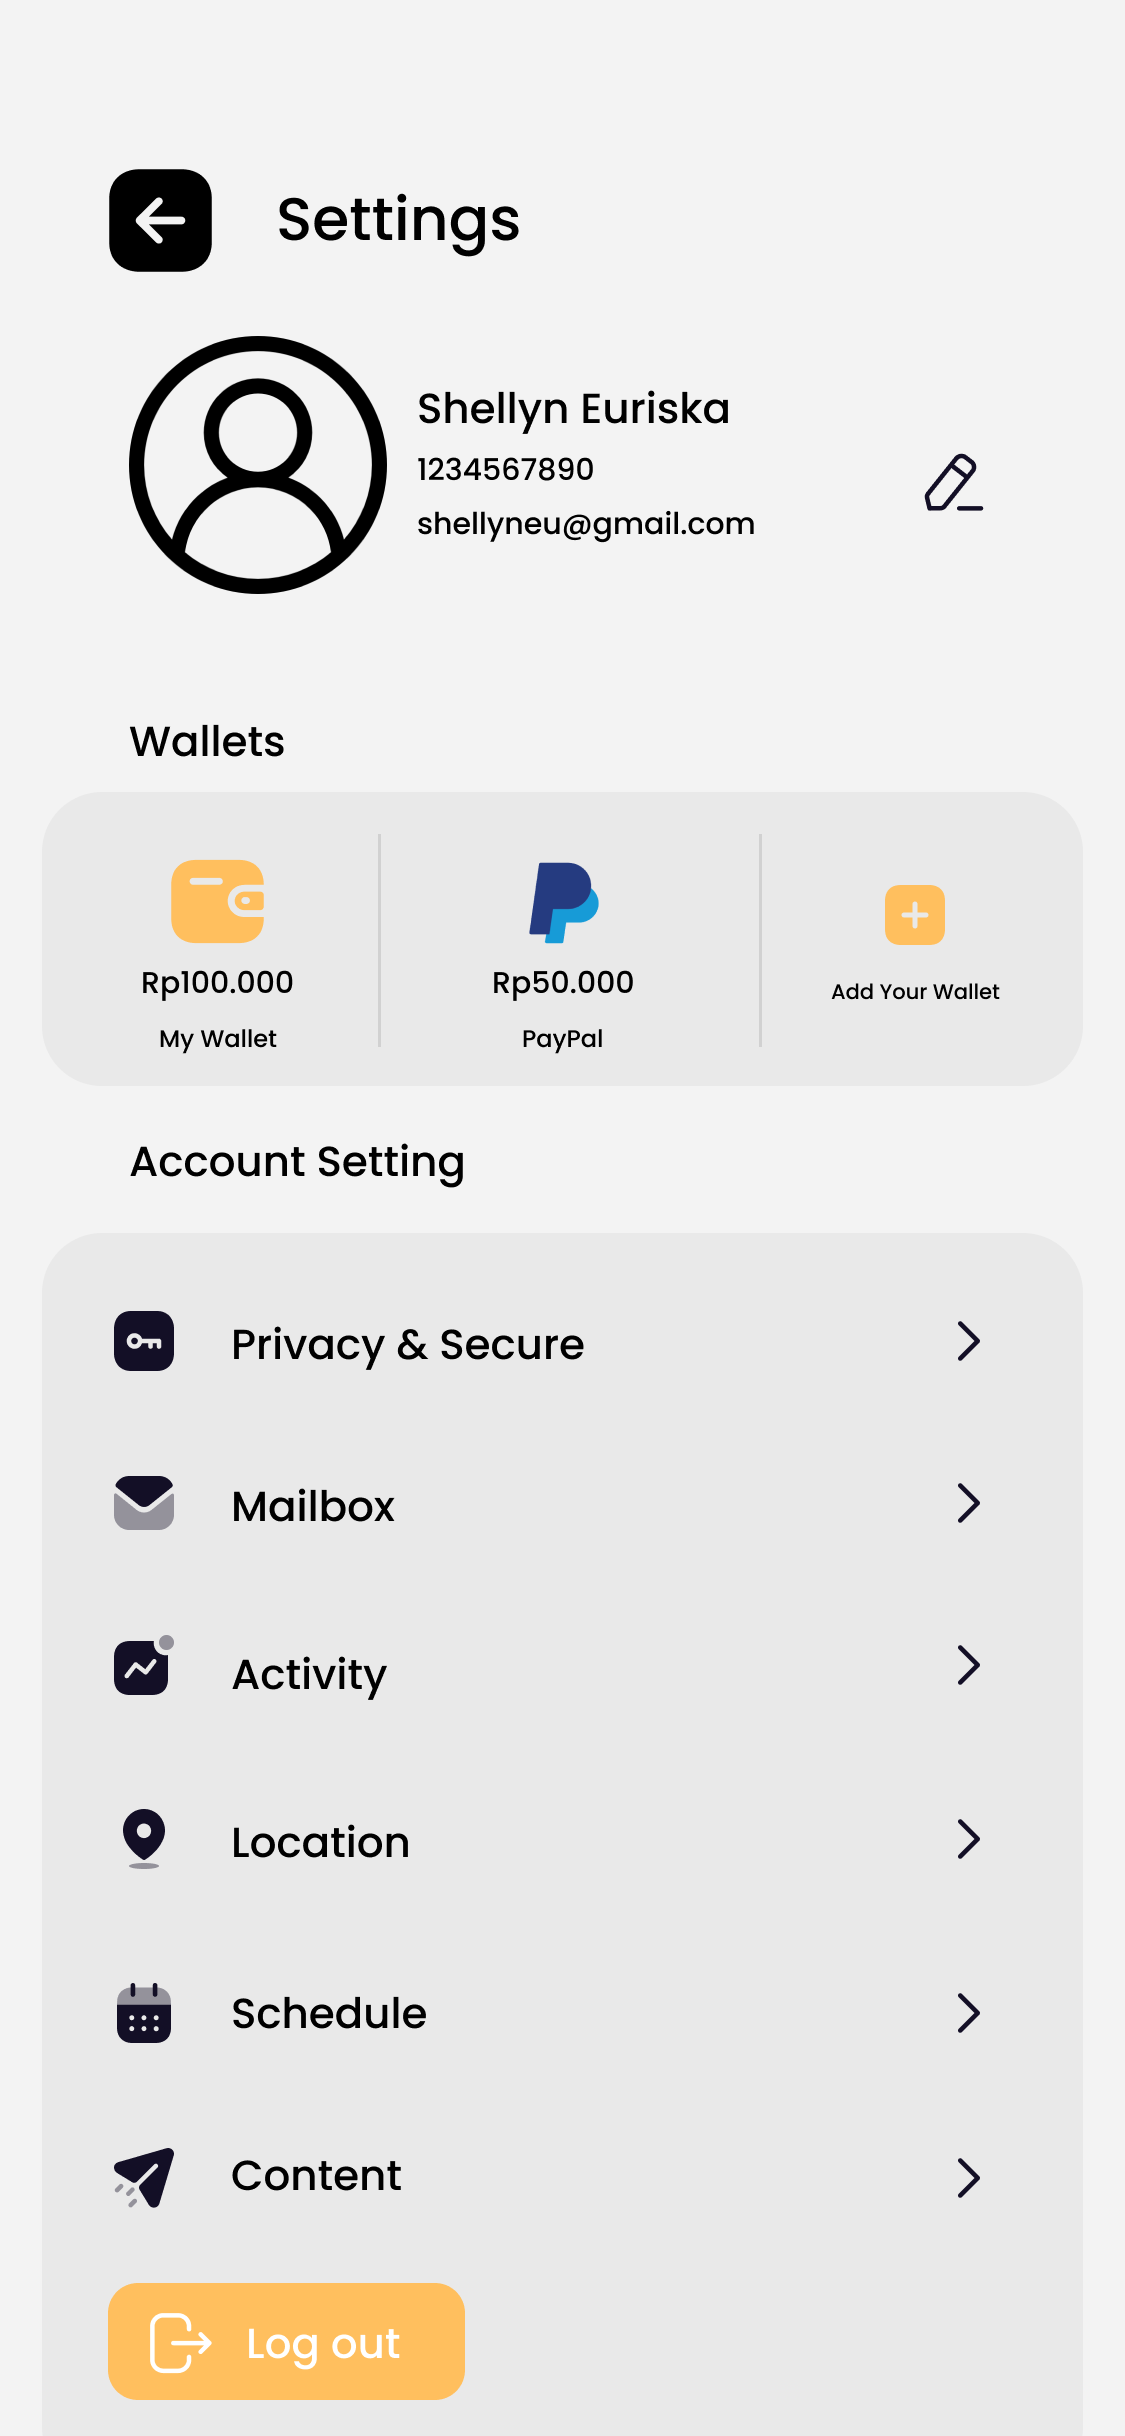 Settings
Shellyn Euriska
1234567890
shellyneu@gmail.com
Wallets
Rp100.000
My Wallet
Rp50.000
PayPal
Add Your Wallet
Account Setting
Privacy & Secure
Mailbox
Activity
Location
Schedule
Content
Log out